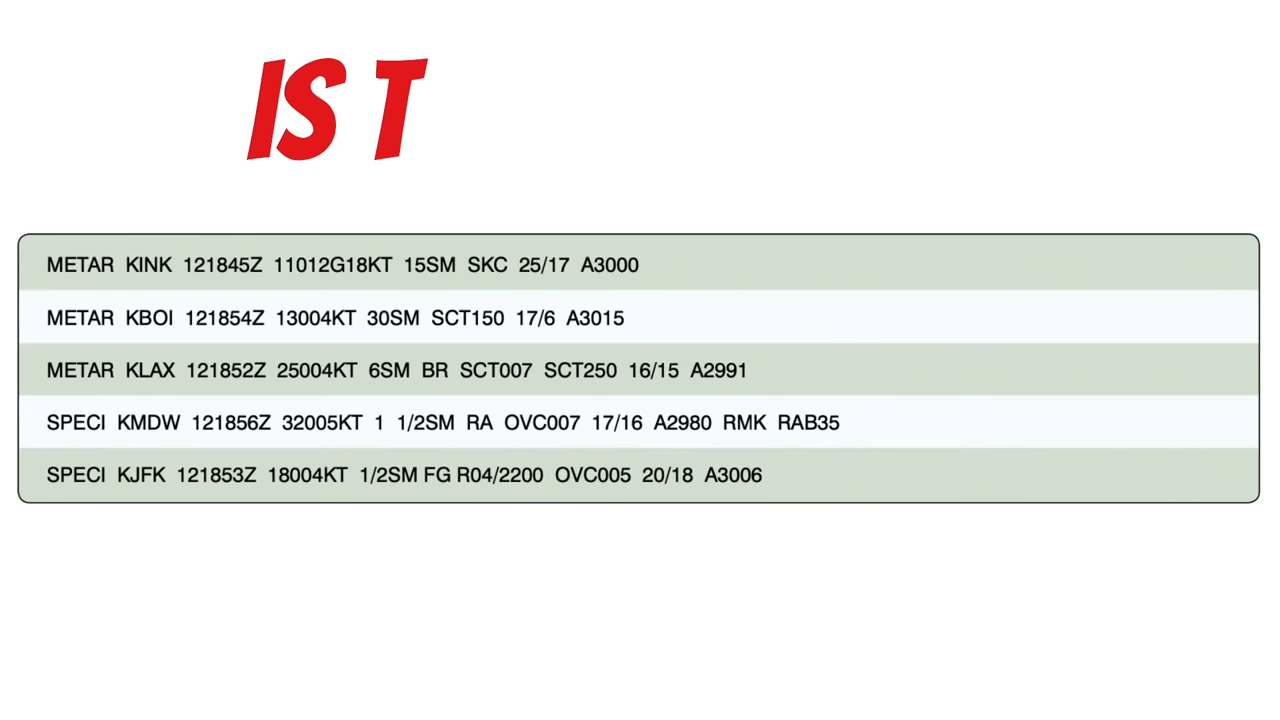 IS T
METAR KINK 121845Z 11012G18KT 15SM SKC 25/17 A3000
METAR KBOI 121854Z 13004KT 30SM SCT150 17/6 A3015
METAR KLAX 121852Z 25004KT 6SM BR SCT007 SCT250 16/15 A2991
SPECI KMDW 121856Z 32005KT 1 1/2SM RA OVC007 17/16 A2980 RMK RAB35
SPECI KJFK 121853Z 18004KT 1/2SM FG R04/2200 OVC005 20/18 A3006